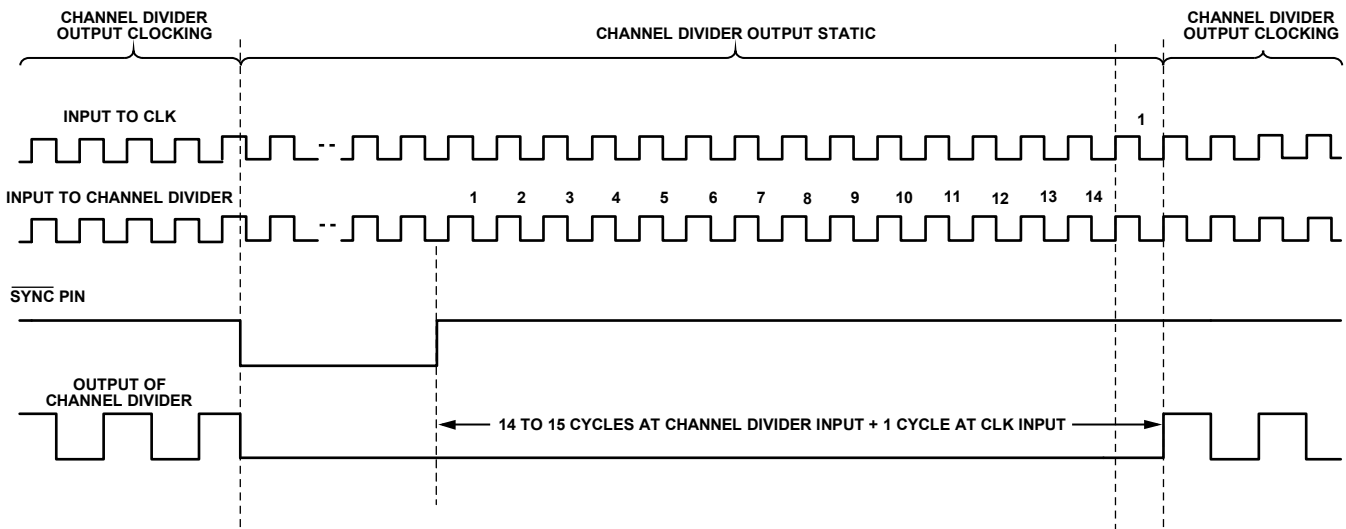 CHANNEL DIVIDER
OUTPUT CLOCKING
CHANNEL DIVIDER OUTPUT STATIC
CHANNEL DIVIDER
OUTPUT CLOCKING
INPUT TO CLK
1
INPUT TO CHANNEL DIVIDER
1 2 3 4 5 6 7 8 9 10 11 12 13 14
SYNC PIN
OUTPUT OF
CHANNEL DIVIDER
14 TO 15 CYCLES AT CHANNEL DIVIDER INPUT + 1 CYCLE AT CLK INPUT